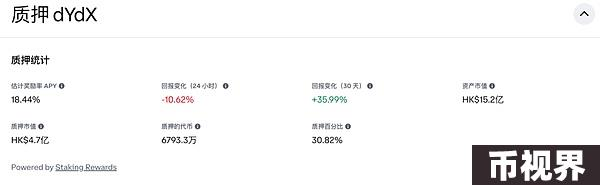 质押 dYdX
质押统计
估计奖励率 APY
回报变化（24 小时）
回报变化（30 天）
资产市值
18.44%
-10.62%
+35.99%
HK$15.2亿
质押市值
质押的代币
质押百分比
HK$4.7亿
6793.3万
30.82%
Powered by Staking Rewards
币视界